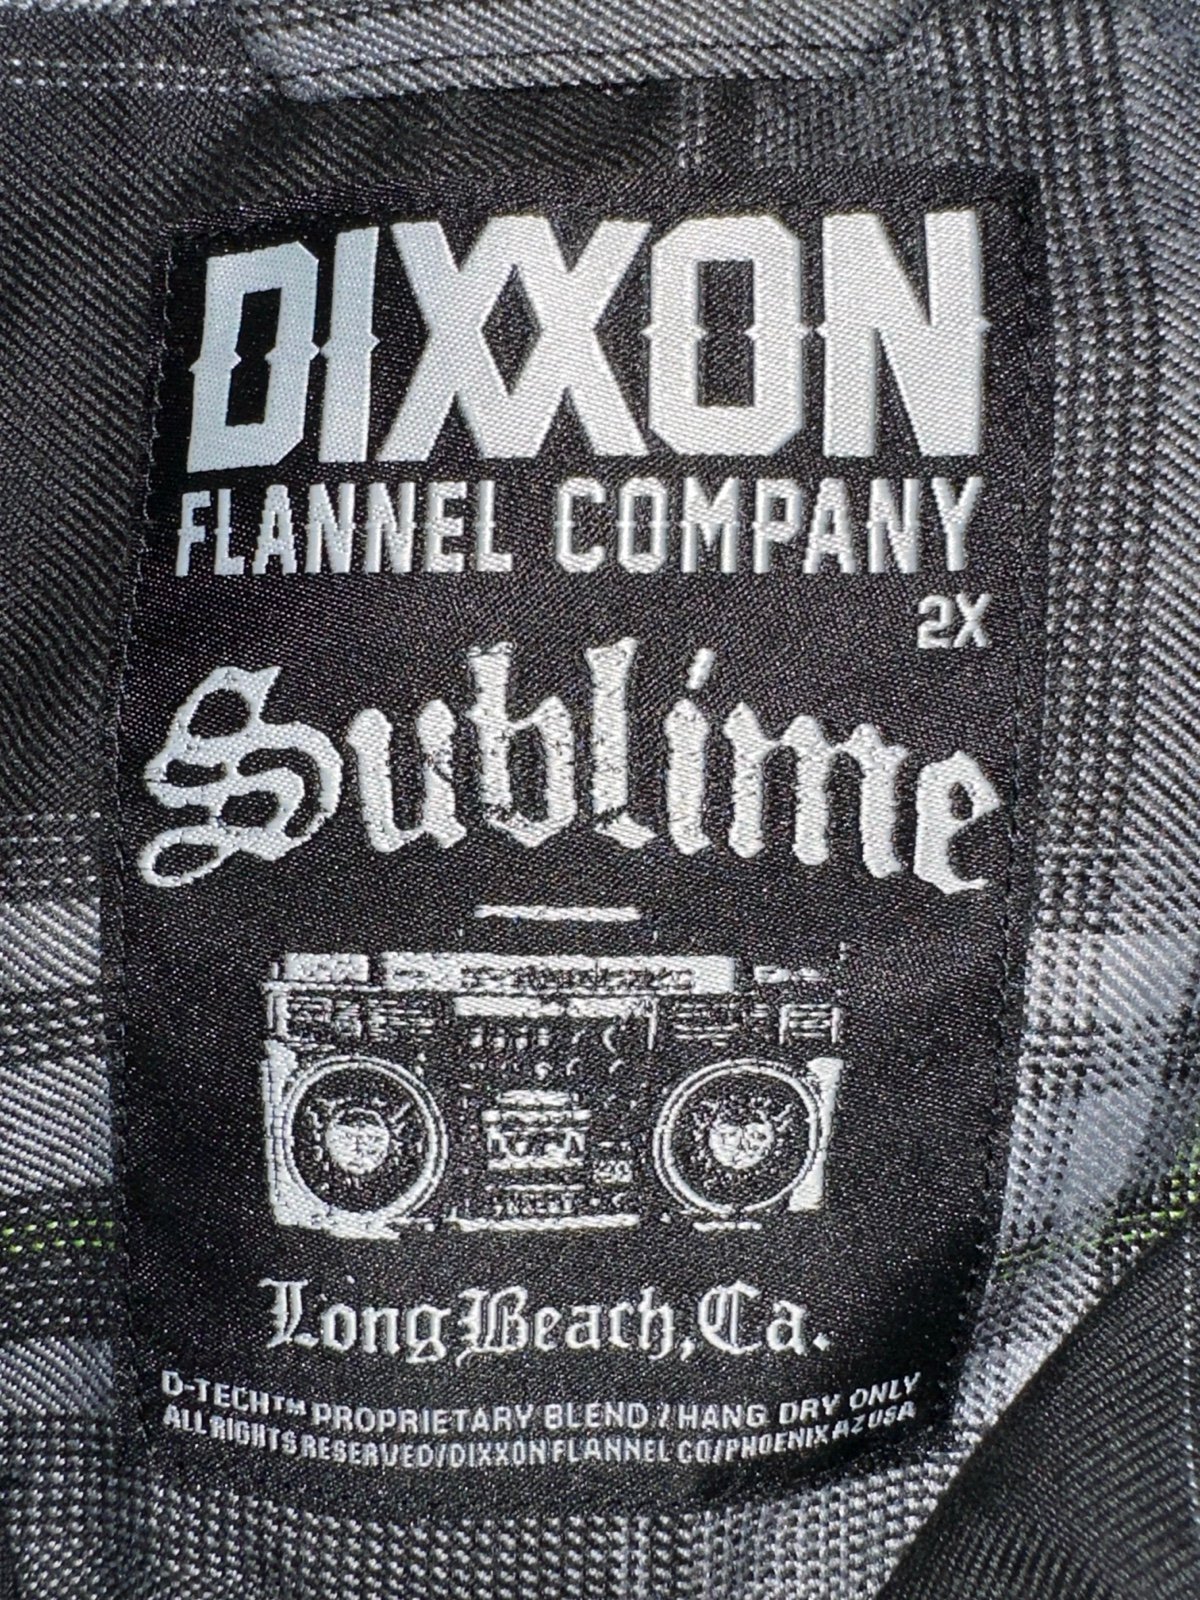 DIXXON
FLANNEL COMPANY
2X
Sublime
Long Beach, Ca.
D-TECH™ PROPRIETARY BLEND / HANG DRY ONLY
ALL RIGHTS RESERVED/DIXXON FLANNEL CO/PHOENIX AZ USA